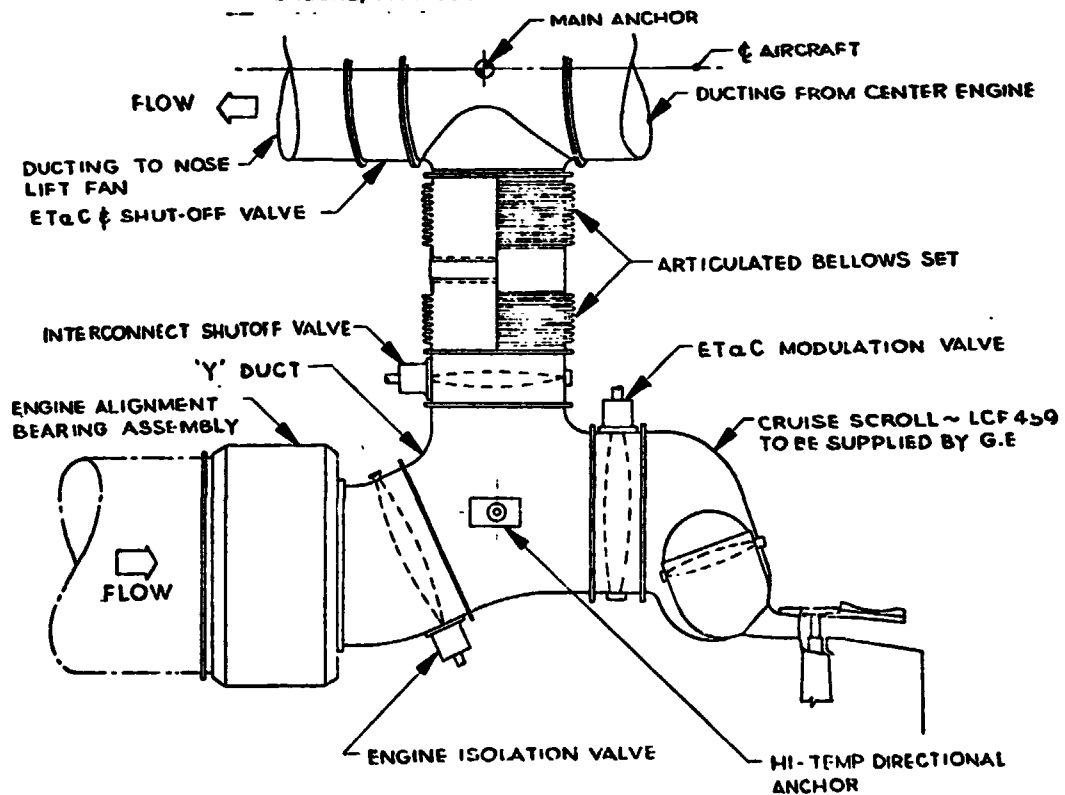 MAIN ANCHOR
℄ AIRCRAFT
FLOW
DUCTING FROM CENTER ENGINE
DUCTING TO NOSE
LIFT FAN
ETaC & SHUT-OFF VALVE
ARTICULATED BELLOWS SET
INTERCONNECT SHUTOFF VALVE
ETaC MODULATION VALVE
'Y' DUCT
ENGINE ALIGNMENT
BEARING ASSEMBLY
CRUISE SCROLL ~ LCF 459
TO BE SUPPLIED BY G.E
FLOW
ENGINE ISOLATION VALVE
HI-TEMP DIRECTIONAL
ANCHOR